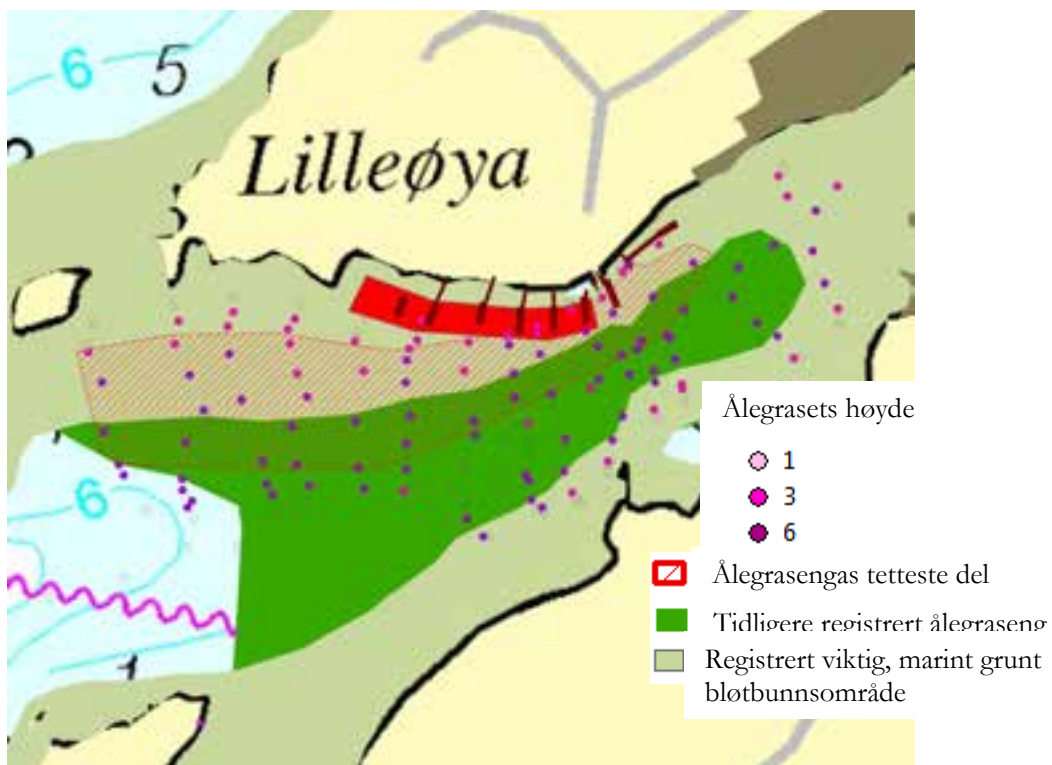 6
5
Lilleøya
Ålegrasets høyde
1
3
6
6
Ålegrasengas tetteste del
Tidligere registrert ålegraseng
1
Registrert viktig, marint grunt
bløtbunnsområde